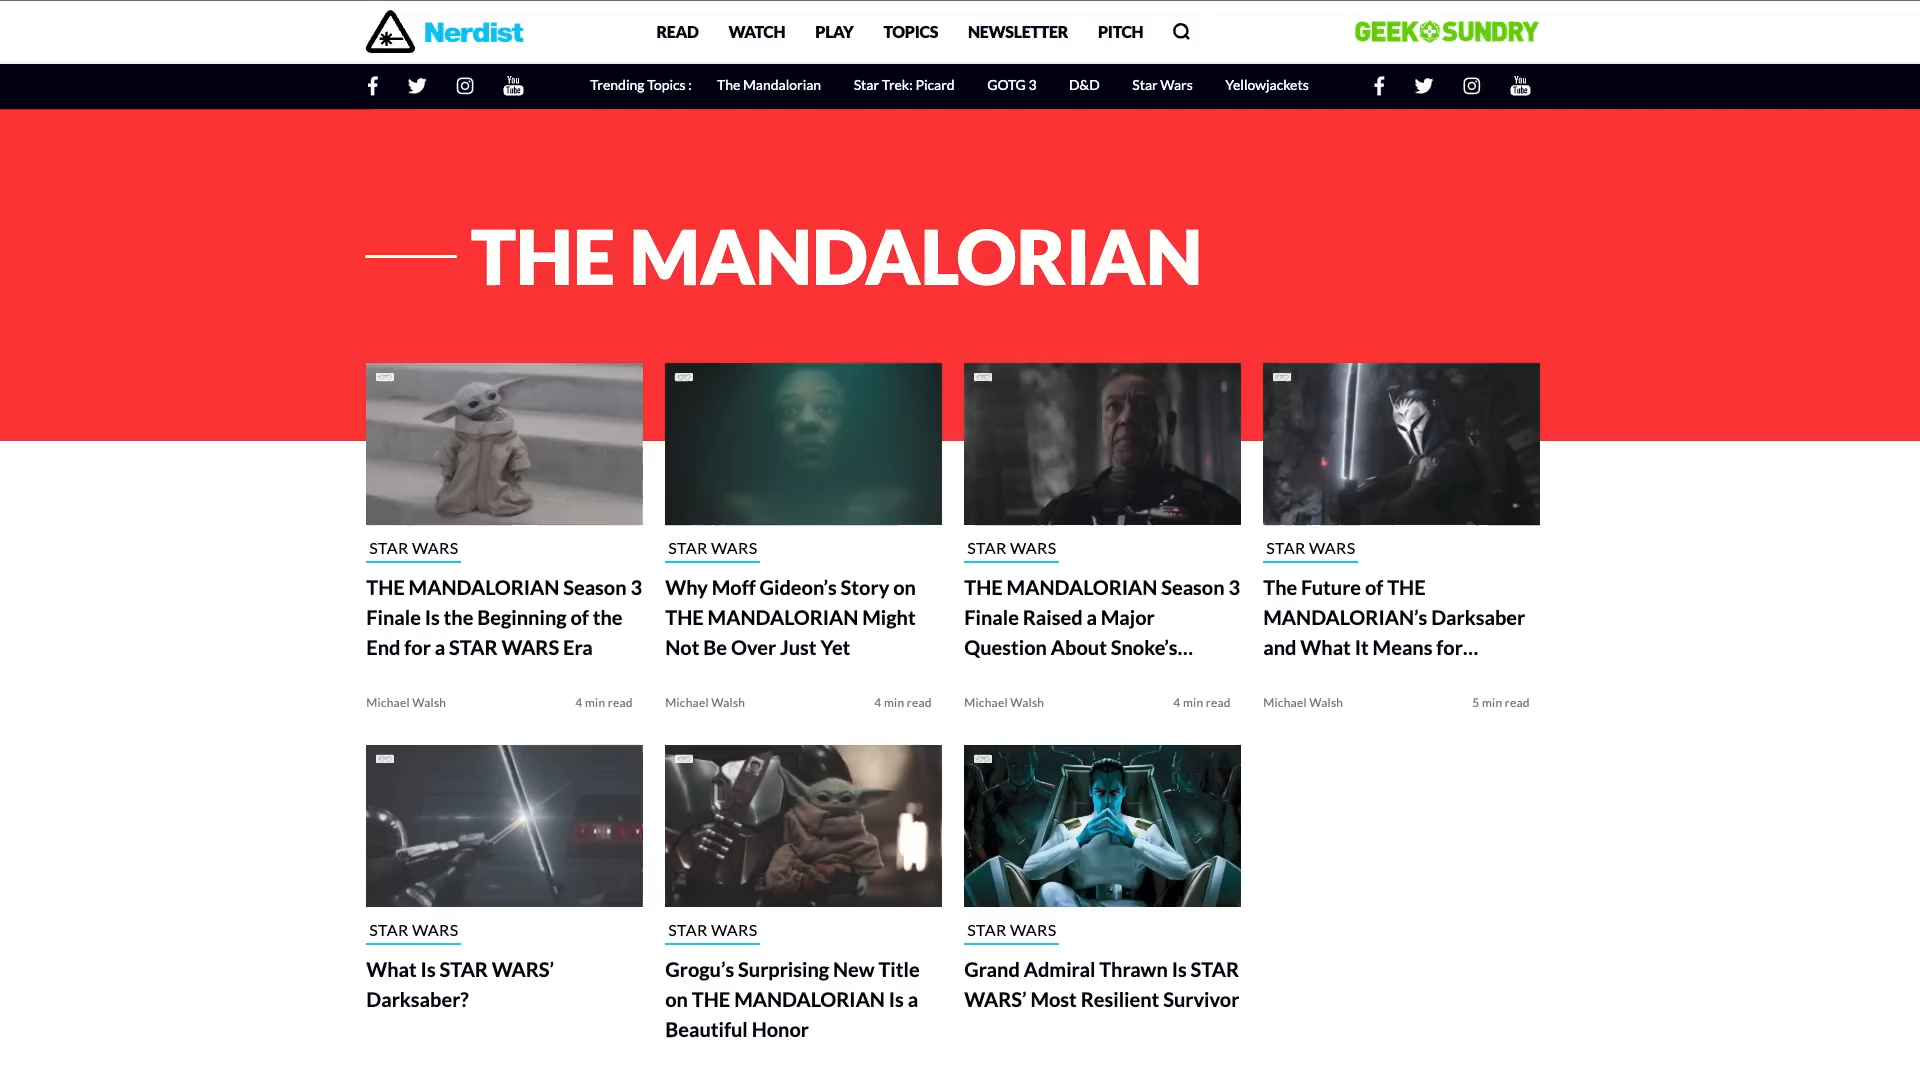 Nerdist
READ WATCH PLAY TOPICS NEWSLETTER PITCH
GEEK SUNDRY
You Tube
Trending Topics : The Mandalorian Star Trek: Picard GOTG 3 D&D Star Wars Yellowjackets
You Tube
THE MANDALORIAN
STAR WARS
THE MANDALORIAN Season 3
Finale Is the Beginning of the
End for a STAR WARS Era
Michael Walsh 4 min read
STAR WARS
Why Moff Gideon’s Story on
THE MANDALORIAN Might
Not Be Over Just Yet
Michael Walsh 4 min read
STAR WARS
THE MANDALORIAN Season 3
Finale Raised a Major
Question About Snoke’s...
Michael Walsh 4 min read
STAR WARS
The Future of THE
MANDALORIAN’s Darksaber
and What It Means for...
Michael Walsh 5 min read
STAR WARS
What Is STAR WARS’
Darksaber?
STAR WARS
Grogu’s Surprising New Title
on THE MANDALORIAN Is a
Beautiful Honor
STAR WARS
Grand Admiral Thrawn Is STAR
WARS’ Most Resilient Survivor